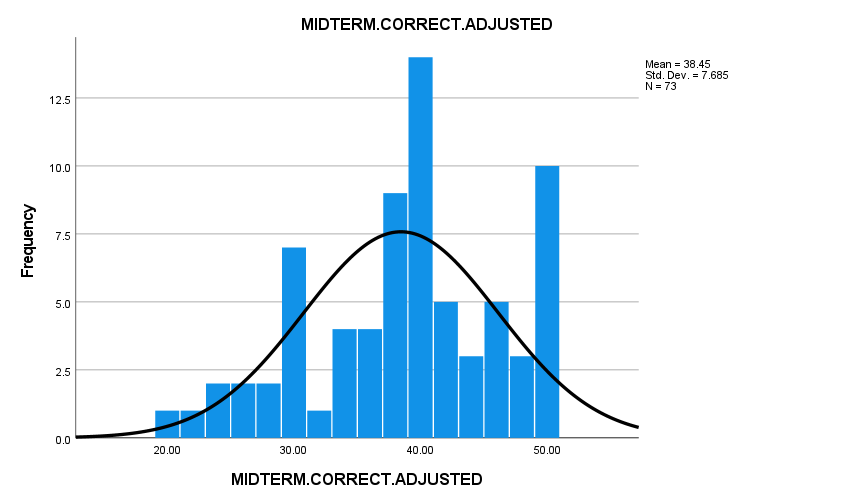 MIDTERM.CORRECT.ADJUSTED
Mean = 38.45
Std. Dev. = 7.685
N = 73
Frequency
12.5
10.0
7.5
5.0
2.5
0.0
20.00 30.00 40.00 50.00
MIDTERM.CORRECT.ADJUSTED